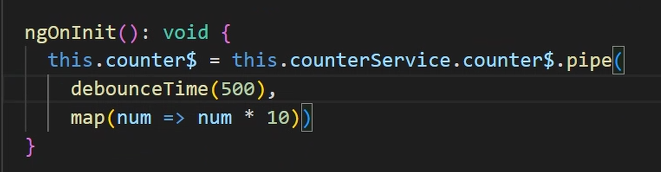 ngOnInit(): void {
this.counter$ = this.counterService.counter$.pipe(
debounceTime(500),
map(num => num * 10))
}